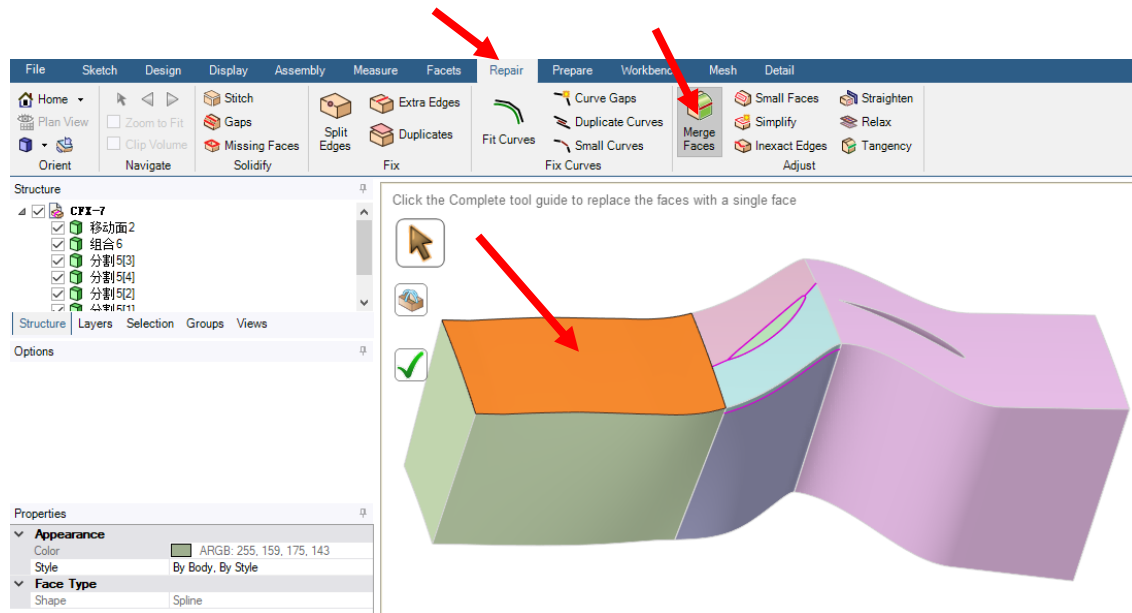 File Sketch Design Display Assembly Measure Facets Repair Prepare Mesh Detail
Home Stitch Extra Edges Curve Gaps Small Faces Straighten
Plan View Zoom to Fit Gaps Split Edges Duplicates Fit Curves Duplicate Curves Merge Faces Simplify Relax
Clip Volume Missing Faces Small Curves Inexact Edges Tangency
Orient Navigate Solidify Fix Fix Curves Adjust
Structure
Click the Complete tool guide to replace the faces with a single face
CFX-7
移动面2
组合6
分割5[3]
分割5[4]
分割5[2]
分割5[1]
Structure Layers Selection Groups Views
Options
Properties
Appearance
Color ARGB: 255, 159, 175, 143
Style By Body, By Style
Face Type
Shape Spline